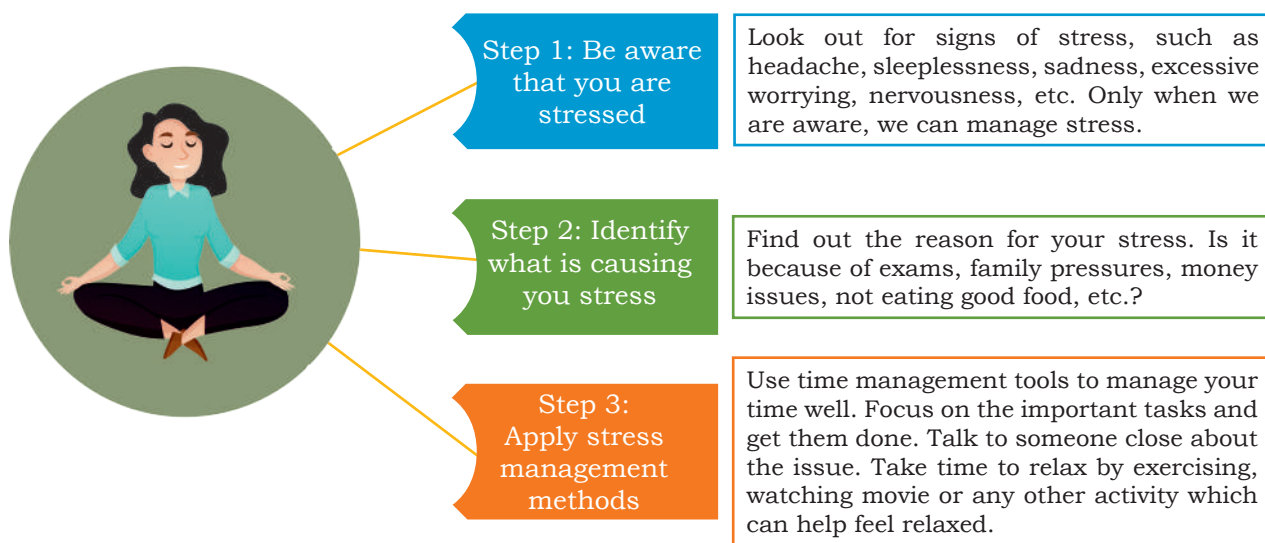 Step 1: Be aware
that you are
stressed
Look out for signs of stress, such as
headache, sleeplessness, sadness, excessive
worrying, nervousness, etc. Only when we
are aware, we can manage stress.
Step 2: Identify
what is causing
you stress
Find out the reason for your stress. Is it
because of exams, family pressures, money
issues, not eating good food, etc.?
Step 3:
Apply stress
management
methods
Use time management tools to manage your
time well. Focus on the important tasks and
get them done. Talk to someone close about
the issue. Take time to relax by exercising,
watching movie or any other activity which
can help feel relaxed.